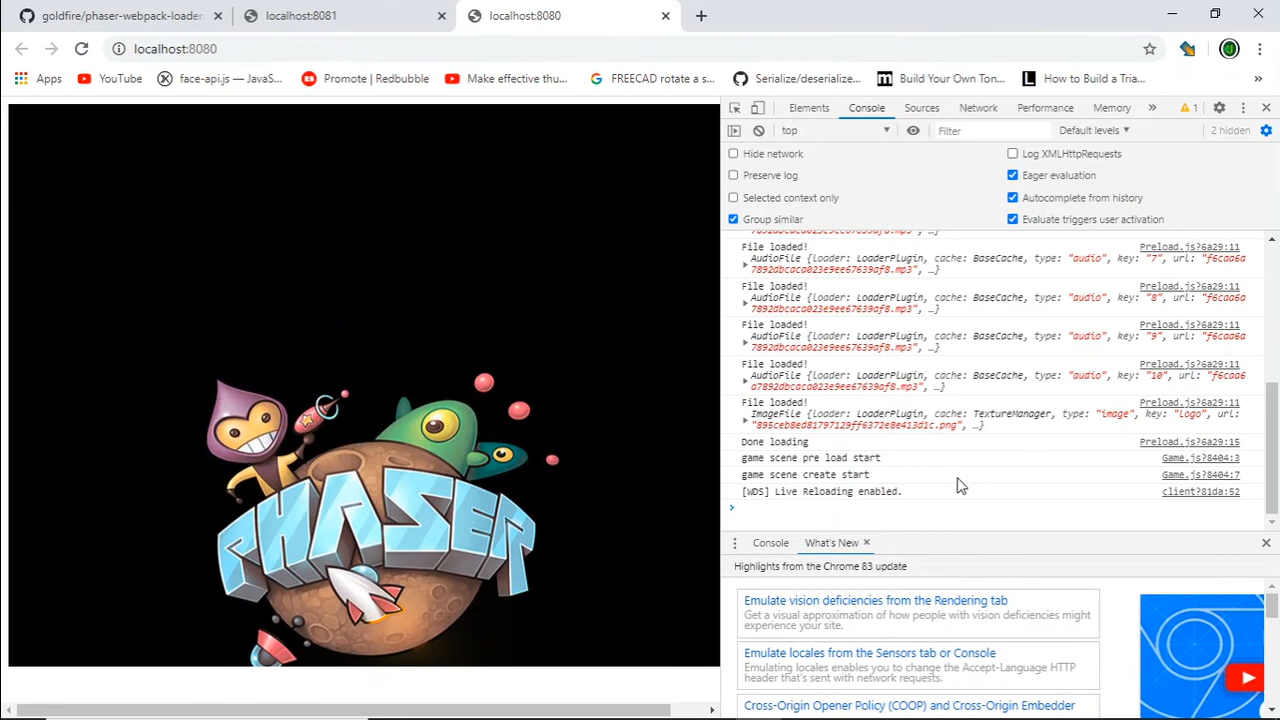 goldfire/phaser-webpack-loader
localhost:8081
localhost:8080
localhost:8080
Apps
YouTube
face-api.js — JavaS...
Promote | Redbubble
Make effective thu...
FREECAD rotate a s...
Serialize/deserialize...
Build Your Own Ton...
How to Build a Tria...
»
Elements
Console
Sources
Network
Performance
Memory
»
1
top
Filter
Default levels
2 hidden
Hide network
Log XMLHttpRequests
Preserve log
Eager evaluation
Selected context only
Autocomplete from history
Group similar
Evaluate triggers user activation
7892dbcaca023e9ee67639af8.mp3", …}
File loaded! Preload.js?6a29:11
AudioFile {loader: LoaderPlugin, cache: BaseCache, type: "audio", key: "7", url: "f6caa6a
7892dbcaca023e9ee67639af8.mp3", …}
File loaded! Preload.js?6a29:11
AudioFile {loader: LoaderPlugin, cache: BaseCache, type: "audio", key: "8", url: "f6caa6a
7892dbcaca023e9ee67639af8.mp3", …}
File loaded! Preload.js?6a29:11
AudioFile {loader: LoaderPlugin, cache: BaseCache, type: "audio", key: "9", url: "f6caa6a
7892dbcaca023e9ee67639af8.mp3", …}
File loaded! Preload.js?6a29:11
AudioFile {loader: LoaderPlugin, cache: BaseCache, type: "audio", key: "10", url: "f6caa
6a7892dbcaca023e9ee67639af8.mp3", …}
File loaded! Preload.js?6a29:11
ImageFile {loader: LoaderPlugin, cache: TextureManager, type: "image", key: "logo", url:
"895ceb8ed81797129ff6372e8e413d1c.png", …}
Done loading Preload.js?6a29:15
game scene pre load start Game.js?8404:3
game scene create start Game.js?8404:7
[WDS] Live Reloading enabled. client?81da:52
>
PHASER
Console
What's New
Highlights from the Chrome 83 update
Emulate vision deficiencies from the Rendering tab
Get a visual approximation of how people with vision deficiencies might
experience your site.
Emulate locales from the Sensors tab or Console
Emulating locales enables you to change the Accept-Language HTTP
header that's sent with network requests.
Cross-Origin Opener Policy (COOP) and Cross-Origin Embedder